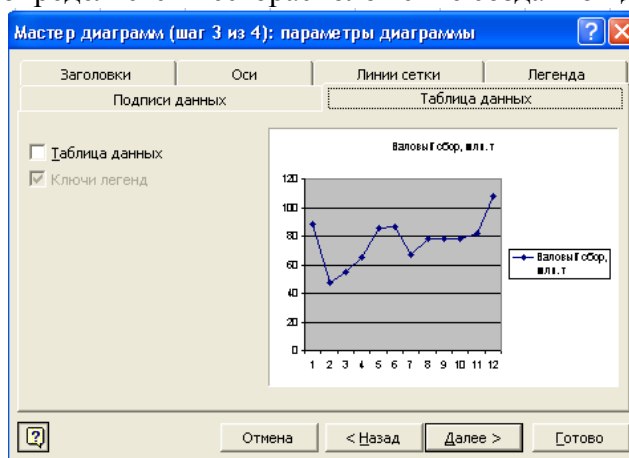 Мастер диаграмм (шаг 3 из 4): параметры диаграммы
Заголовки Оси Линии сетки Легенда
Подписи данных Таблица данных
Таблица данных
Ключи легенд
Валовый сбор, млн. т
120
100
80
60
40
20
0
1 2 3 4 5 6 7 8 9 10 11 12
Валовый сбор,
млн. т
Отмена < Назад Далее > Готово